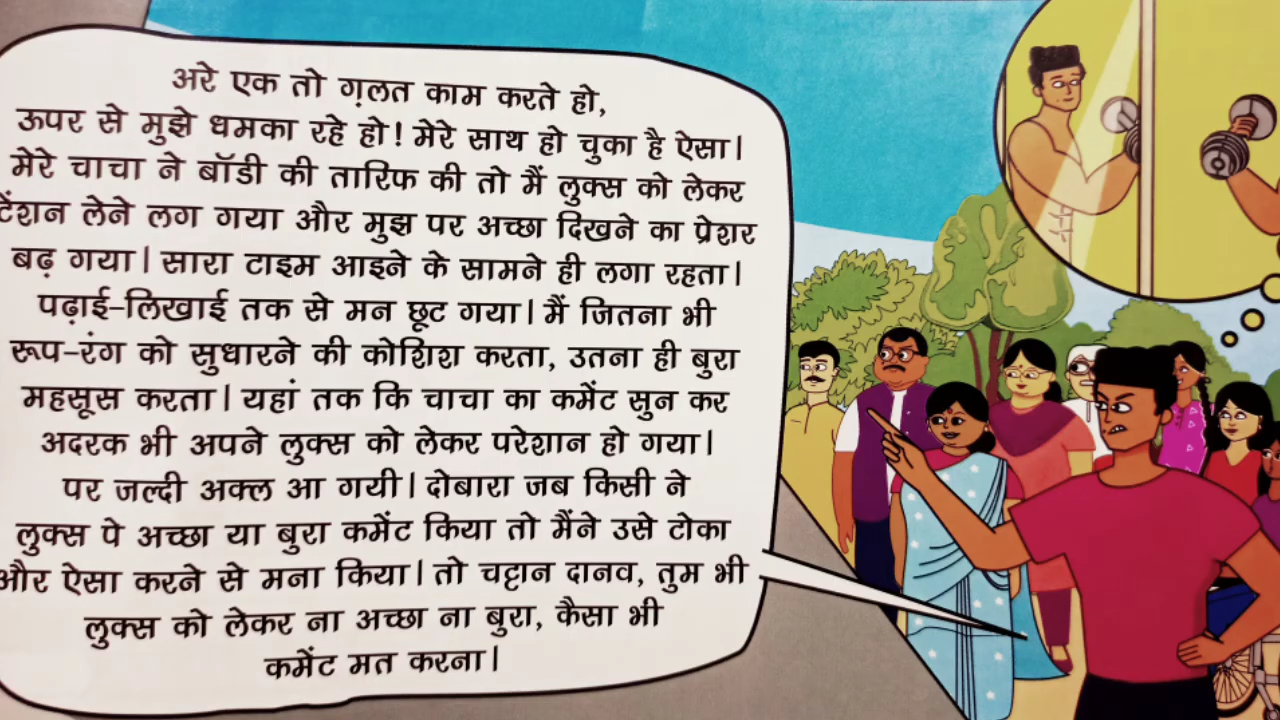 अरे एक तो ग़लत काम करते हो,
ऊपर से मुझे धमका रहे हो! मेरे साथ हो चुका है ऐसा।
मेरे चाचा ने बॉडी की तारिफ की तो मैं लुक्स को लेकर
टेंशन लेने लग गया और मुझ पर अच्छा दिखने का प्रेशर
बढ़ गया। सारा टाइम आइने के सामने ही लगा रहता।
पढ़ाई-लिखाई तक से मन छूट गया। मैं जितना भी
रूप-रंग को सुधारने की कोशिश करता, उतना ही बुरा
महसूस करता। यहां तक कि चाचा का कमेंट सुन कर
अदरक भी अपने लुक्स को लेकर परेशान हो गया।
पर जल्दी अक्ल आ गयी। दोबारा जब किसी ने
लुक्स पे अच्छा या बुरा कमेंट किया तो मैंने उसे टोका
और ऐसा करने से मना किया। तो चट्टान दानव, तुम भी
लुक्स को लेकर ना अच्छा ना बुरा, कैसा भी
कमेंट मत करना।